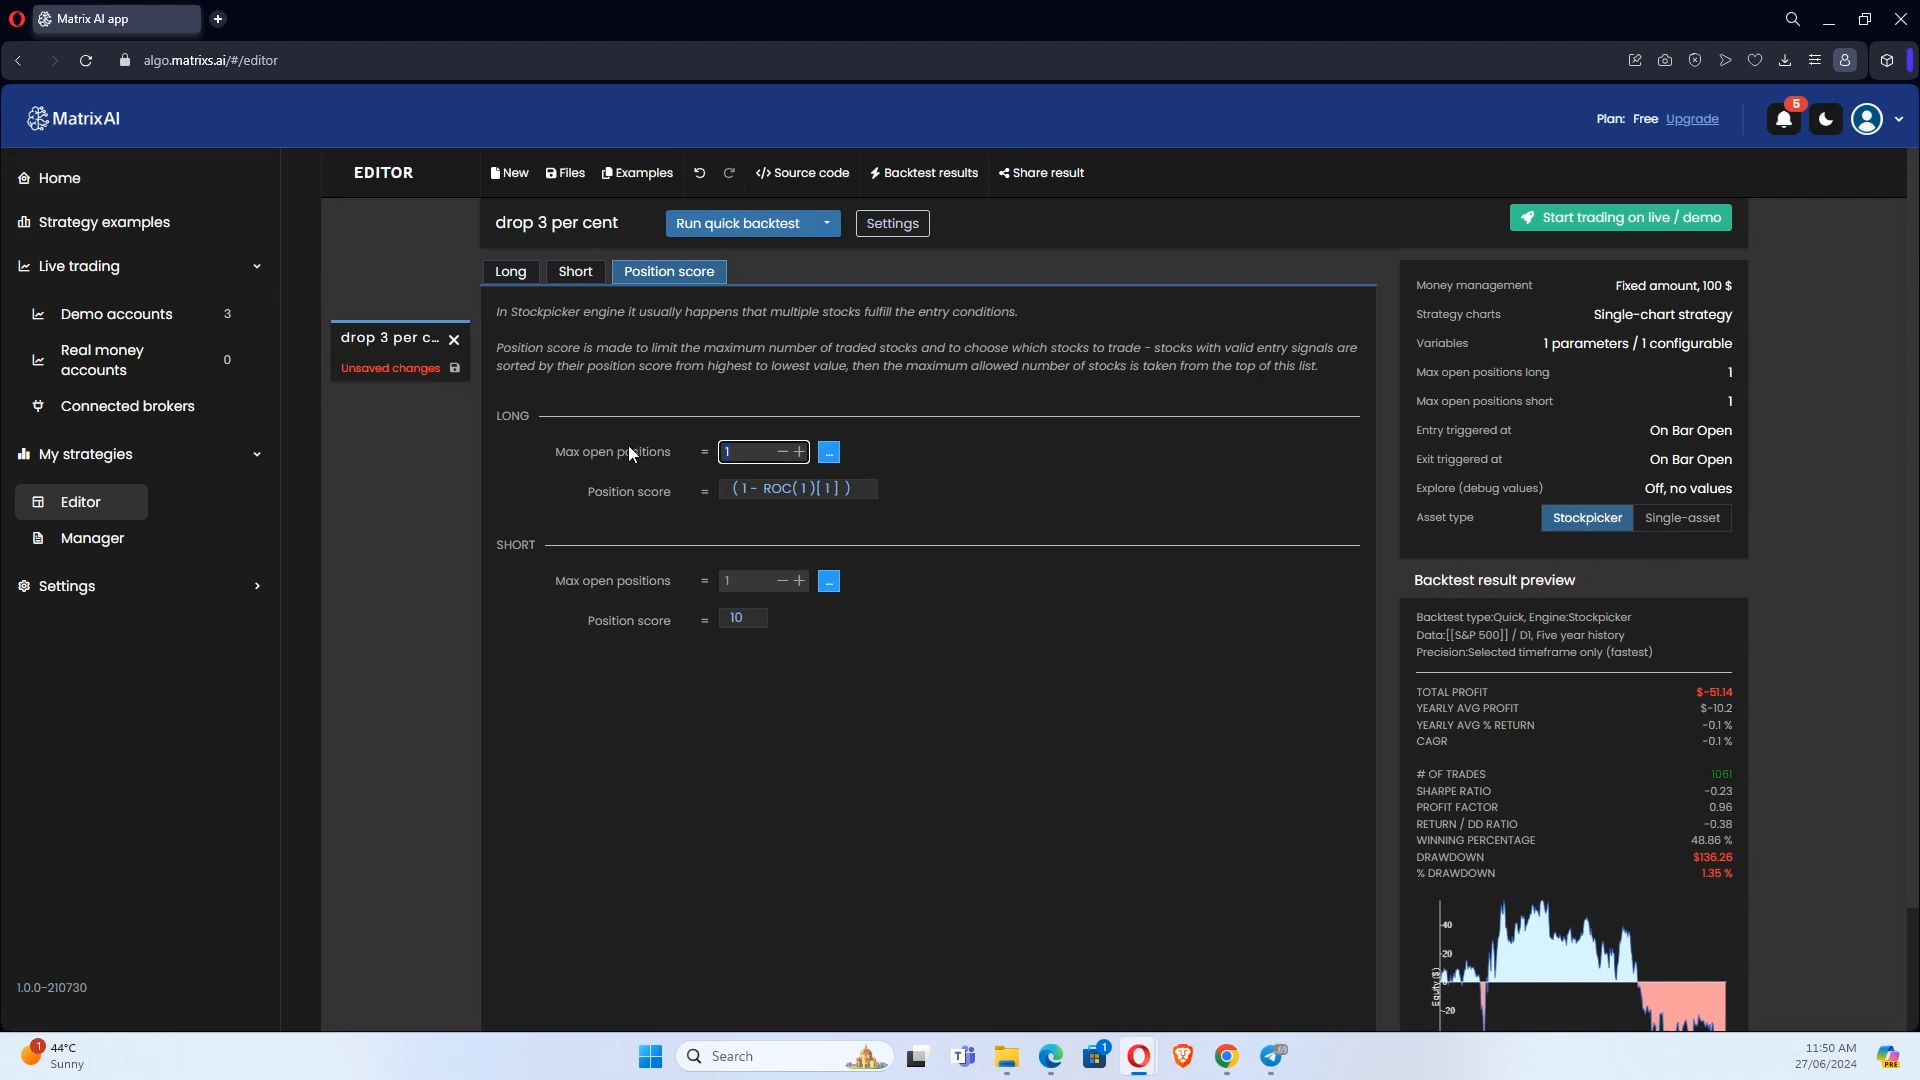 Matrix AI app
algo.matrixs.ai/#/editor
MatrixAI
Plan: Free Upgrade
5
Home
Strategy examples
Live trading
Demo accounts 3
Real money
accounts
0
Connected brokers
My strategies
Editor
Manager
Settings
1.0.0-210730
EDITOR
New Files Examples </> Source code Backtest results Share result
drop 3 per cent
Run quick backtest
Settings
Start trading on live / demo
drop 3 per c...
Unsaved changes
Long Short Position score
In Stockpicker engine it usually happens that multiple stocks fulfill the entry conditions.
Position score is made to limit the maximum number of traded stocks and to choose which stocks to trade - stocks with valid entry signals are
sorted by their position score from highest to lowest value, then the maximum allowed number of stocks is taken from the top of this list.
LONG
Max open positions = 1 − + ...
Position score = ( 1 - ROC( 1 )[ 1 ] )
SHORT
Max open positions = 1 − + ...
Position score = 10
Money management Fixed amount, 100 $
Strategy charts Single-chart strategy
Variables 1 parameters / 1 configurable
Max open positions long 1
Max open positions short 1
Entry triggered at On Bar Open
Exit triggered at On Bar Open
Explore (debug values) Off, no values
Asset type Stockpicker Single-asset
Backtest result preview
Backtest type:Quick, Engine:Stockpicker
Data:[[S&P 500]] / D1, Five year history
Precision:Selected timeframe only (fastest)
TOTAL PROFIT $-51.14
YEARLY AVG PROFIT $-10.2
YEARLY AVG % RETURN -0.1 %
CAGR -0.1 %
# OF TRADES 1061
SHARPE RATIO -0.23
PROFIT FACTOR 0.96
RETURN / DD RATIO -0.38
WINNING PERCENTAGE 48.86 %
DRAWDOWN $136.26
% DRAWDOWN 1.35 %
40
20
-20
Equity ($)
1
44°C
Sunny
Search
1
69
11:50 AM
27/06/2024
PRE